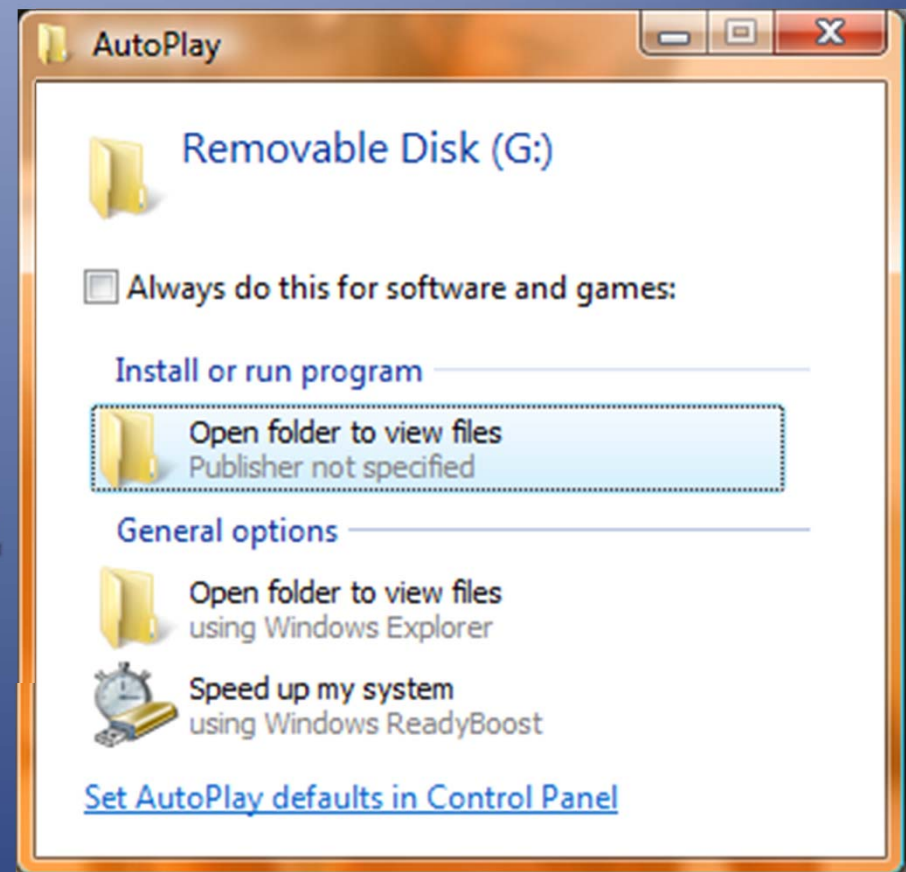 AutoPlay
Removable Disk (G:)
Always do this for software and games:
Install or run program
Open folder to view files
Publisher not specified
General options
Open folder to view files
using Windows Explorer
Speed up my system
using Windows ReadyBoost
Set AutoPlay defaults in Control Panel